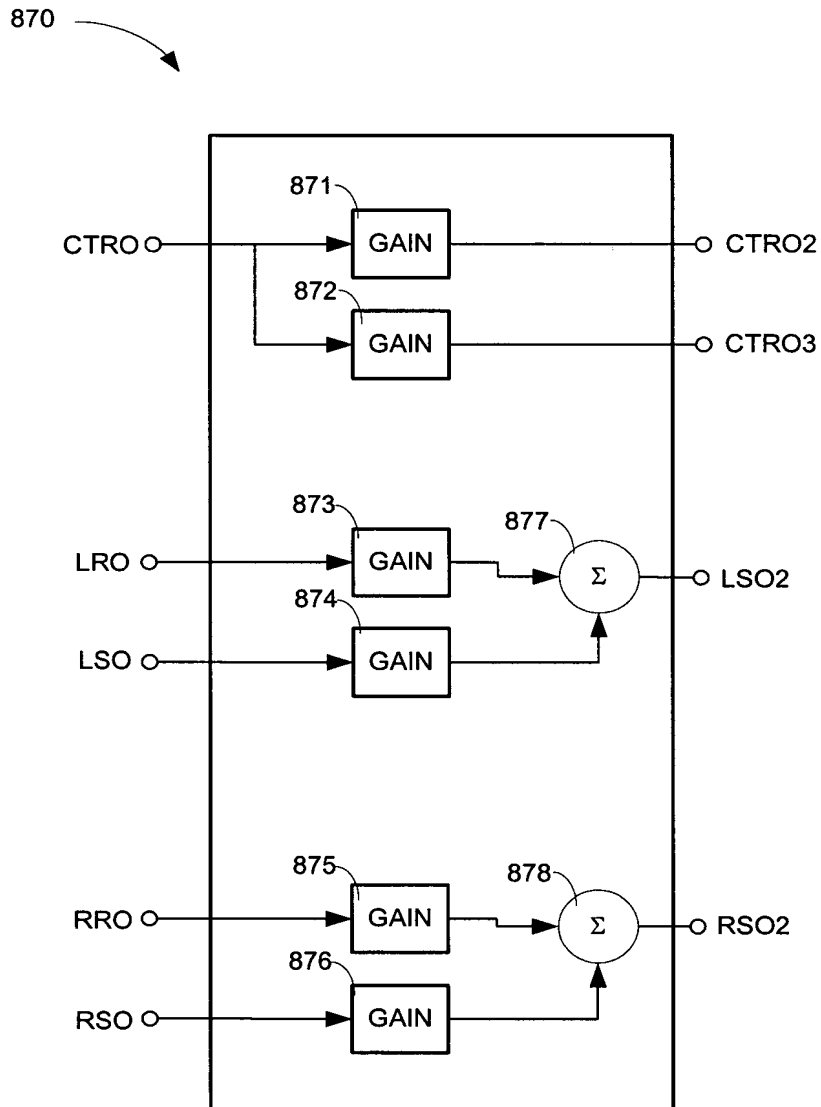 870
871
CTRO
GAIN
CTRO2
872
GAIN
CTRO3
873
877
LRO
GAIN
Σ
LSO2
874
LSO
GAIN
875
878
RRO
GAIN
Σ
RSO2
876
RSO
GAIN